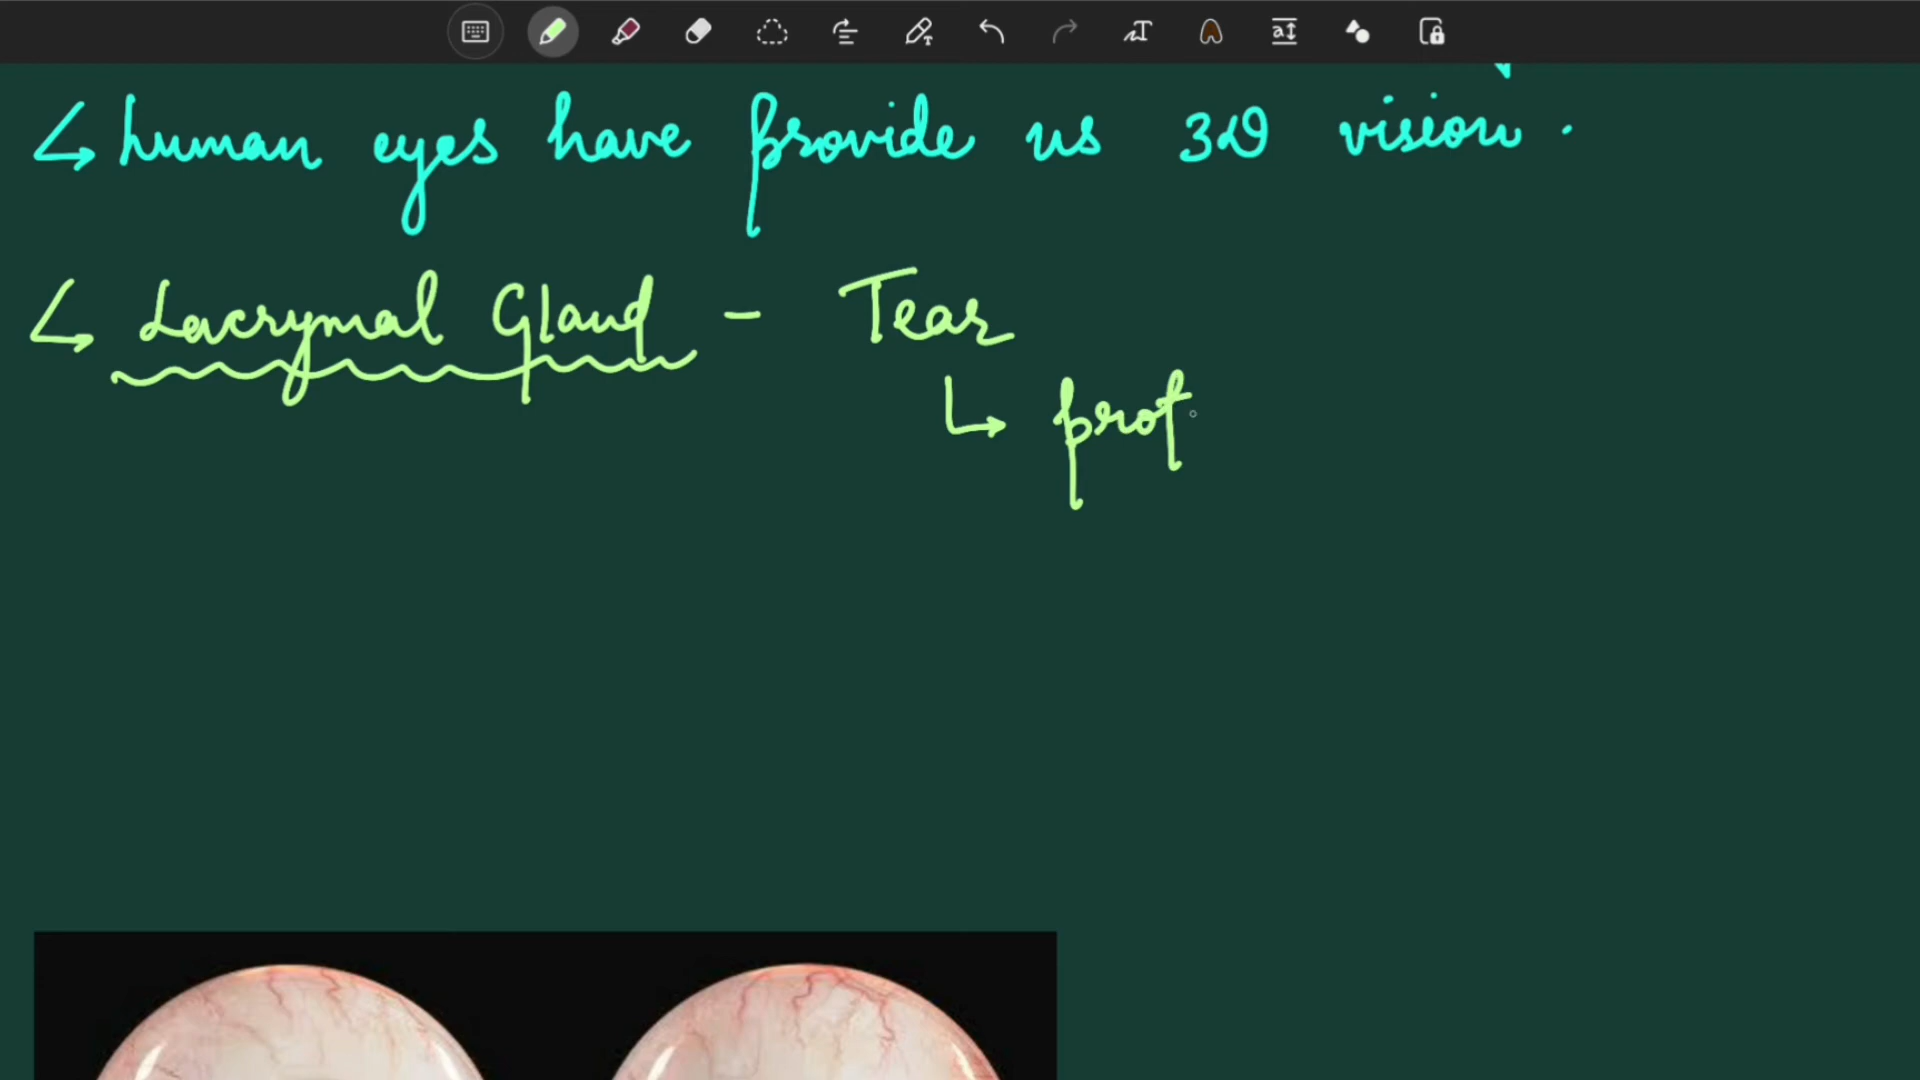 ↳ human eyes have provide us 3D vision.
↳ Lacrymal Gland - Tear
↳ prot